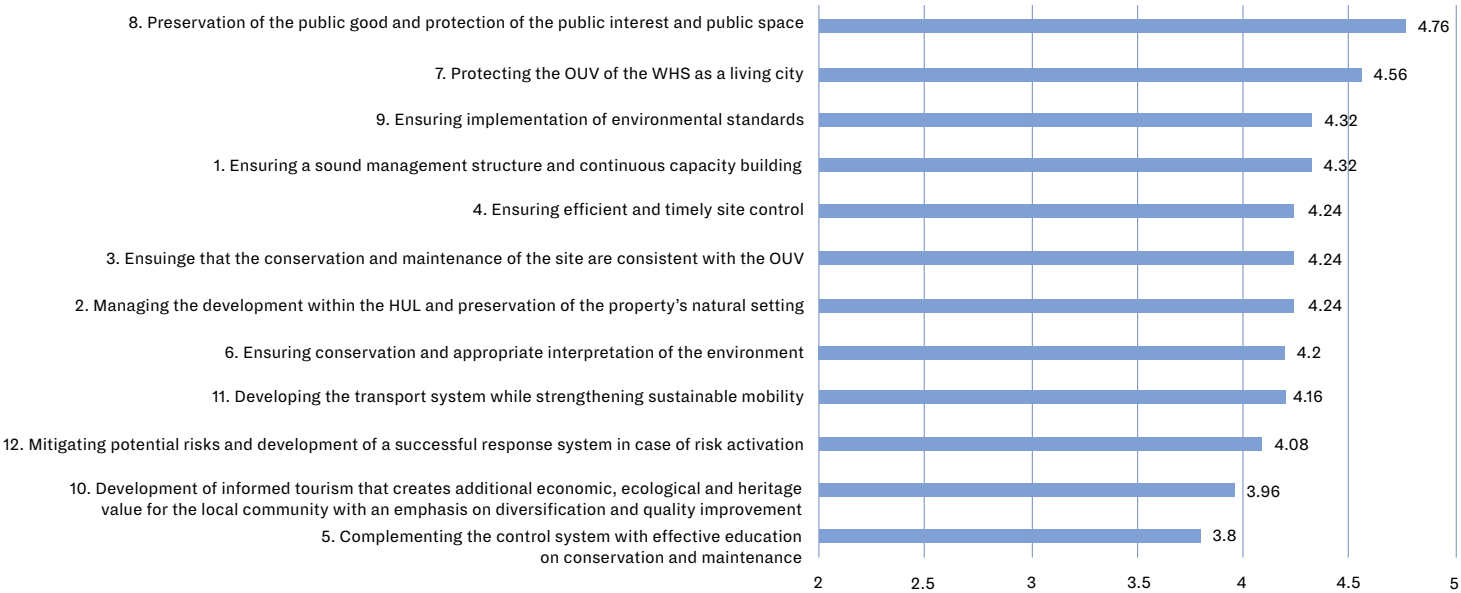 8. Preservation of the public good and protection of the public interest and public space 4.76
7. Protecting the OUV of the WHS as a living city 4.56
9. Ensuring implementation of environmental standards 4.32
1. Ensuring a sound management structure and continuous capacity building 4.32
4. Ensuring efficient and timely site control 4.24
3. Ensuinge that the conservation and maintenance of the site are consistent with the OUV 4.24
2. Managing the development within the HUL and preservation of the property’s natural setting 4.24
6. Ensuring conservation and appropriate interpretation of the environment 4.2
11. Developing the transport system while strengthening sustainable mobility 4.16
12. Mitigating potential risks and development of a successful response system in case of risk activation 4.08
10. Development of informed tourism that creates additional economic, ecological and heritage
value for the local community with an emphasis on diversification and quality improvement 3.96
5. Complementing the control system with effective education 3.8
on conservation and maintenance
2 2.5 3 3.5 4 4.5 5